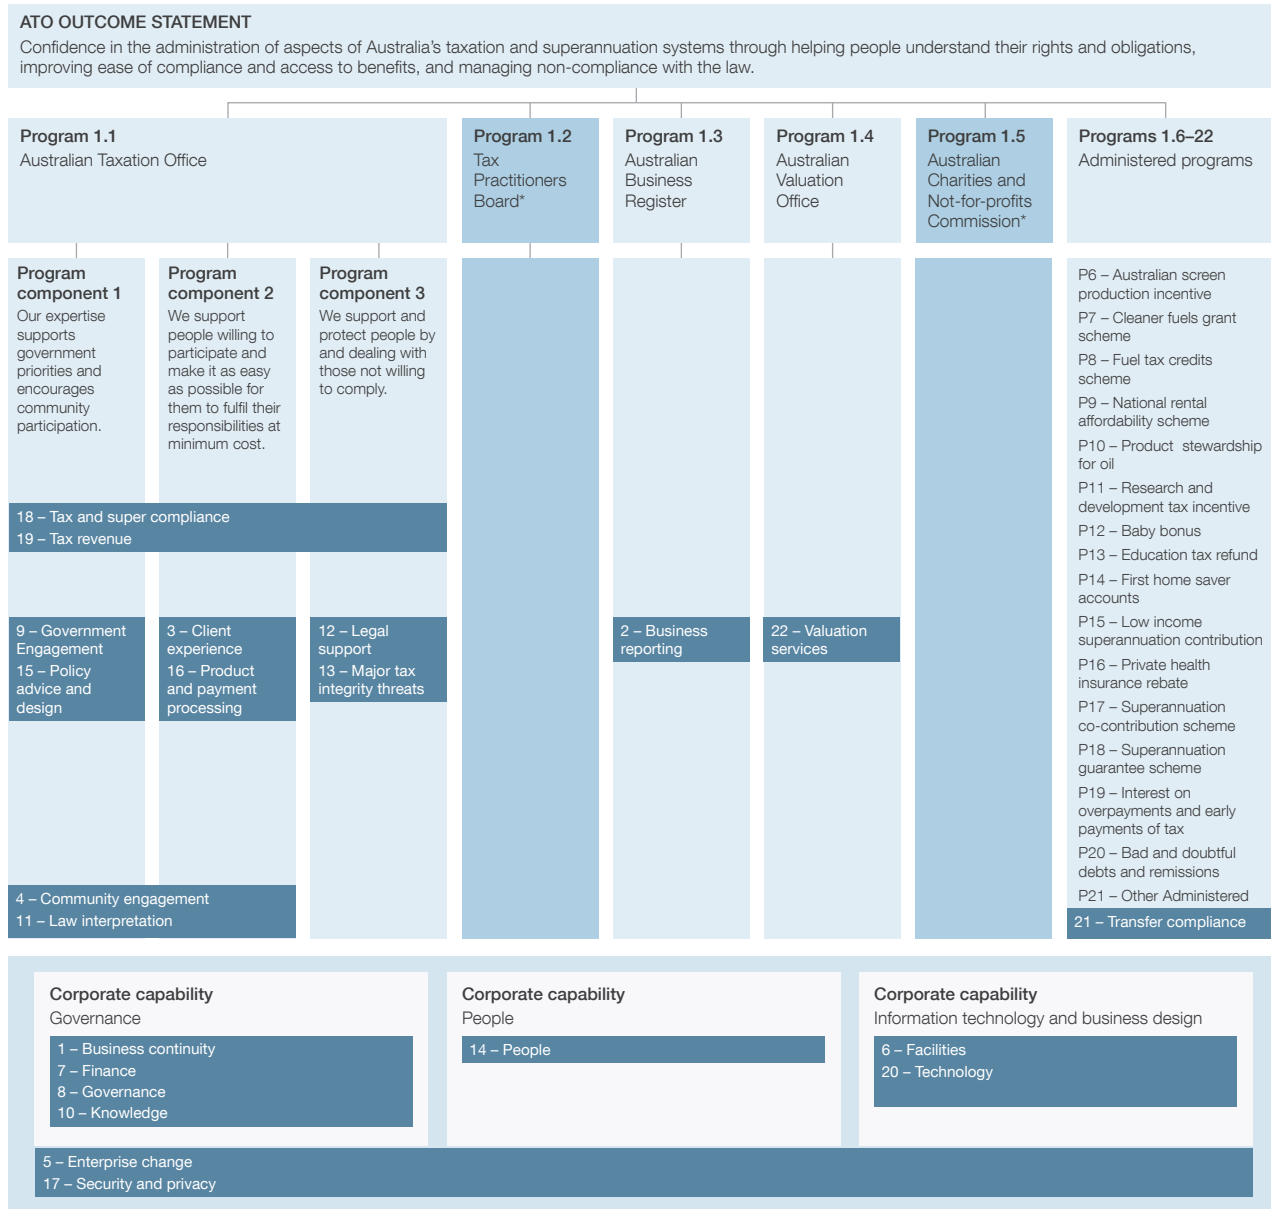 ATO OUTCOME STATEMENT
Confidence in the administration of aspects of Australia’s taxation and superannuation systems through helping people understand their rights and obligations,
improving ease of compliance and access to benefits, and managing non-compliance with the law.
Program 1.1
Australian Taxation Office
Program 1.2
Tax
Practitioners
Board*
Program 1.3
Australian
Business
Register
Program 1.4
Australian
Valuation
Office
Program 1.5
Australian
Charities and
Not-for-profits
Commission*
Programs 1.6–22
Administered programs
Program
component 1
Our expertise
supports
government
priorities and
encourages
community
participation.
Program
component 2
We support
people willing to
participate and
make it as easy
as possible for
them to fulfil their
responsibilities at
minimum cost.
Program
component 3
We support and
protect people by
and dealing with
those not willing
to comply.
18 – Tax and super compliance
19 – Tax revenue
9 – Government
Engagement
15 – Policy
advice and
design
3 – Client
experience
16 – Product
and payment
processing
12 – Legal
support
13 – Major tax
integrity threats
2 – Business
reporting
22 – Valuation
services
4 – Community engagement
11 – Law interpretation
P6 – Australian screen
production incentive
P7 – Cleaner fuels grant
scheme
P8 – Fuel tax credits
scheme
P9 – National rental
affordability scheme
P10 – Product  stewardship
for oil
P11 – Research and
development tax incentive
P12 – Baby bonus
P13 – Education tax refund
P14 – First home saver
accounts
P15 – Low income
superannuation contribution
P16 – Private health
insurance rebate
P17 – Superannuation
co-contribution scheme
P18 – Superannuation
guarantee scheme
P19 – Interest on
overpayments and early
payments of tax
P20 – Bad and doubtful
debts and remissions
P21 – Other Administered
21 – Transfer compliance
Corporate capability
Governance
1 – Business continuity
7 – Finance
8 – Governance
10 – Knowledge
Corporate capability
People
14 – People
Corporate capability
Information technology and business design
6 – Facilities
20 – Technology
5 – Enterprise change
17 – Security and privacy